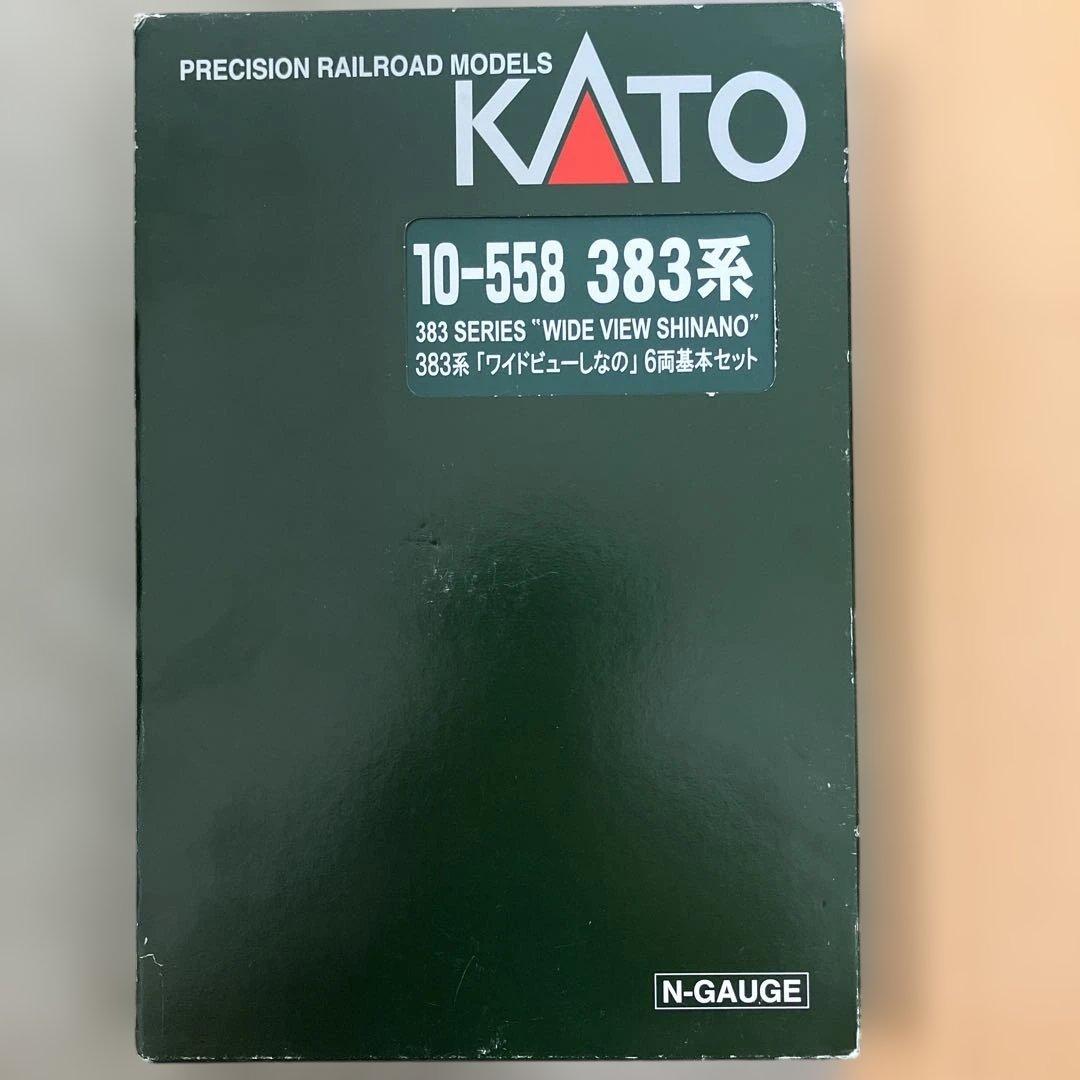 PRECISION RAILROAD MODELS
KATO
10-558 383系
383 SERIES "WIDE VIEW SHINANO"
383系「ワイドビューしなの」6両基本セット
N-GAUGE